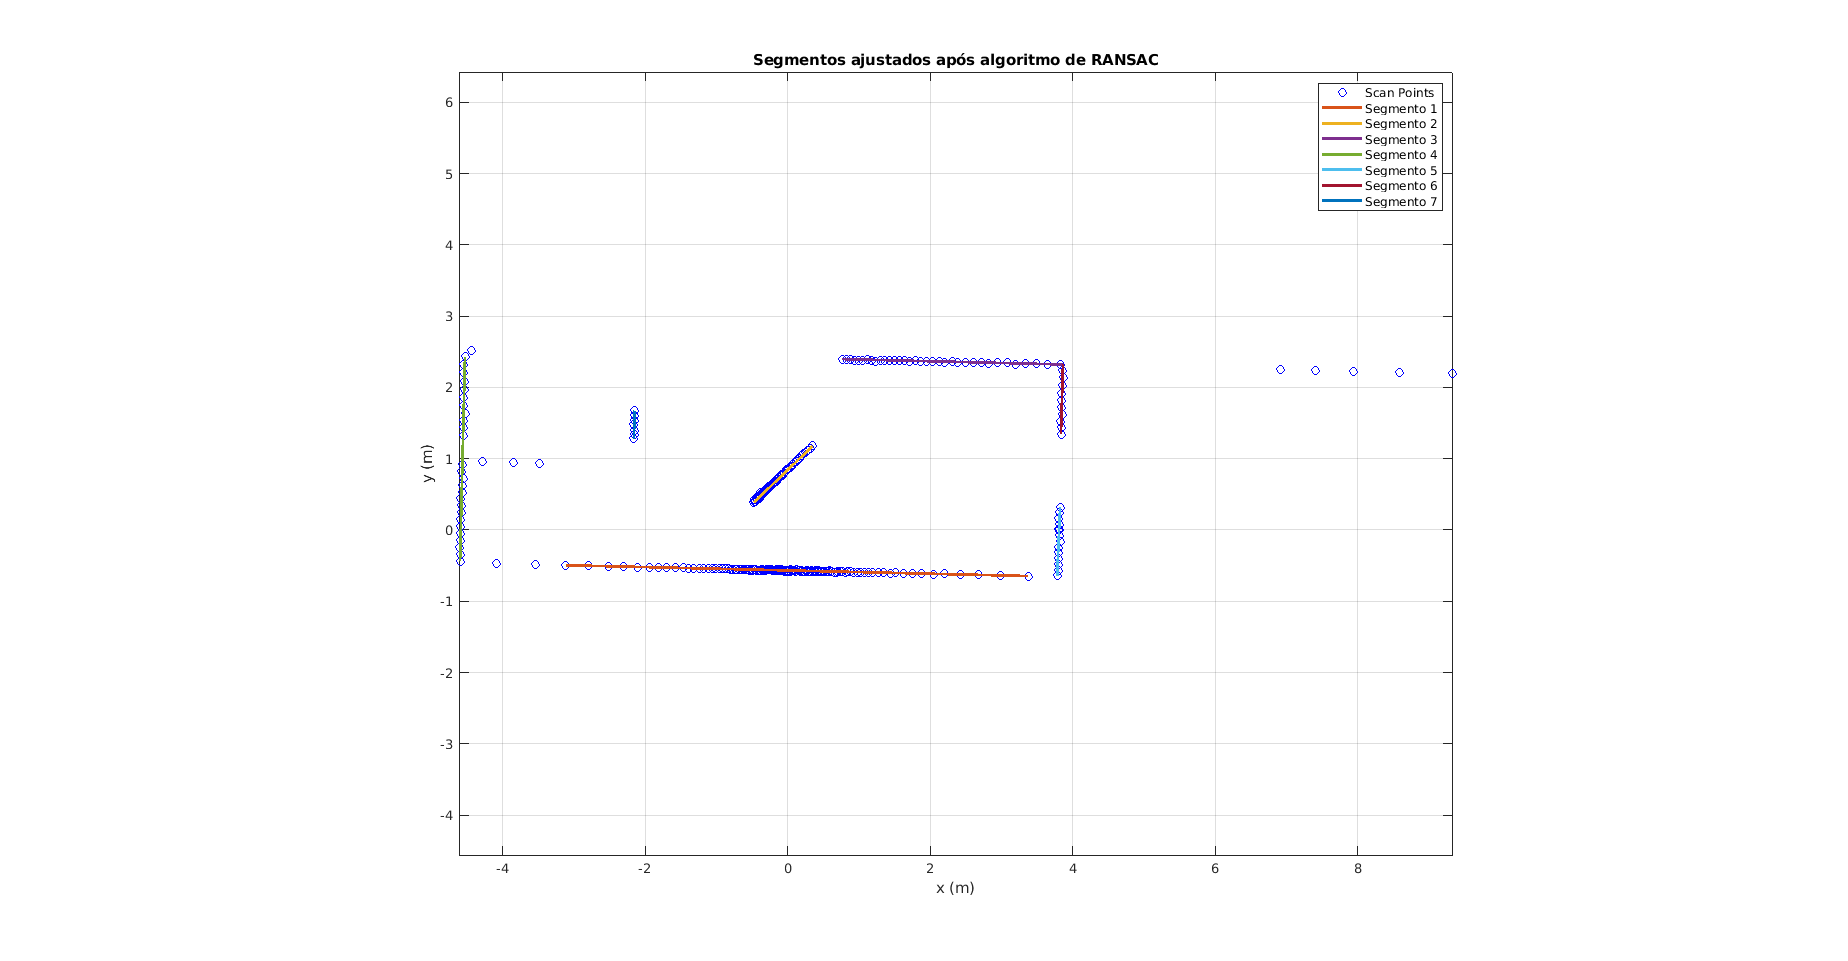 Segmentos ajustados após algoritmo de RANSAC
Scan Points
Segmento 1
Segmento 2
Segmento 3
Segmento 4
Segmento 5
Segmento 6
Segmento 7
6
5
4
3
2
1
0
-1
-2
-3
-4
y (m)
-4
-2
0
2
4
6
8
x (m)